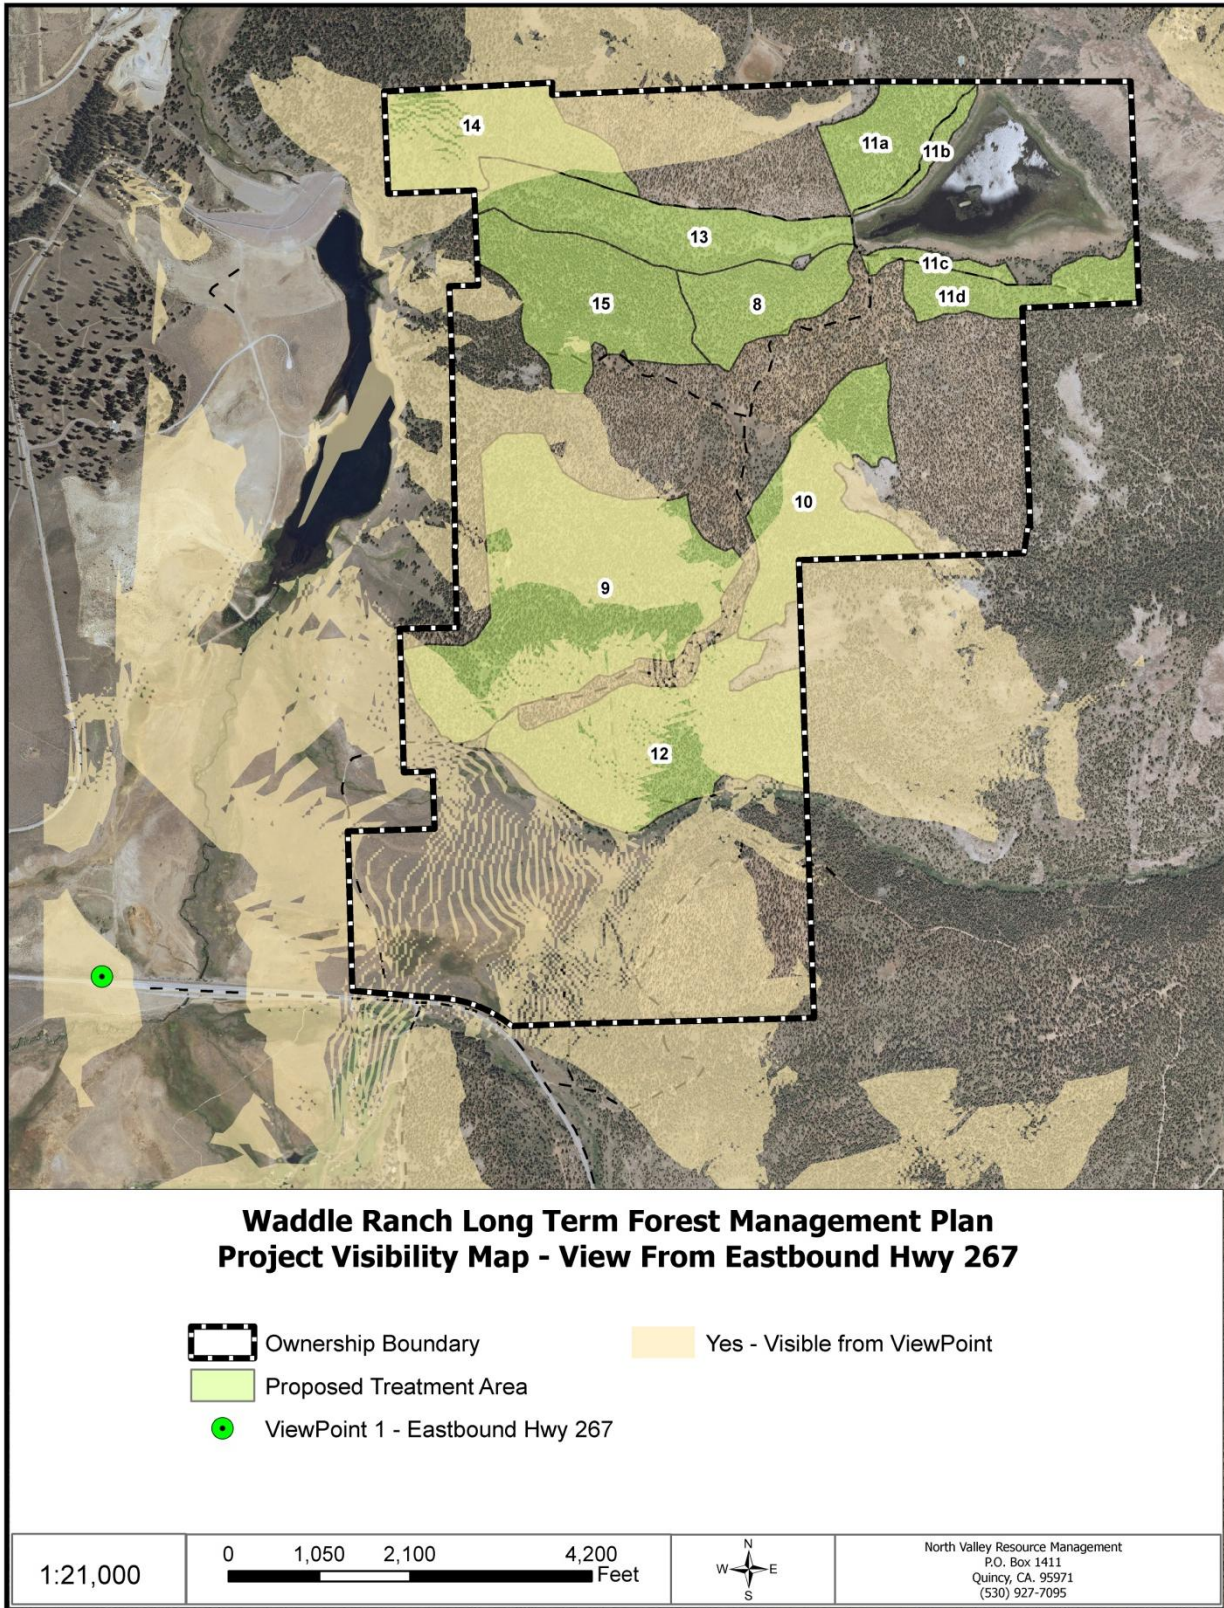 14
11a
11b
13
11c
15
8
11d
10
9
12
Waddle Ranch Long Term Forest Management Plan
Project Visibility Map - View From Eastbound Hwy 267
Ownership Boundary
Yes - Visible from ViewPoint
Proposed Treatment Area
ViewPoint 1 - Eastbound Hwy 267
1:21,000
0 1,050 2,100 4,200
Feet
N
W E
S
North Valley Resource Management
P.O. Box 1411
Quincy, CA. 95971
(530) 927-7095